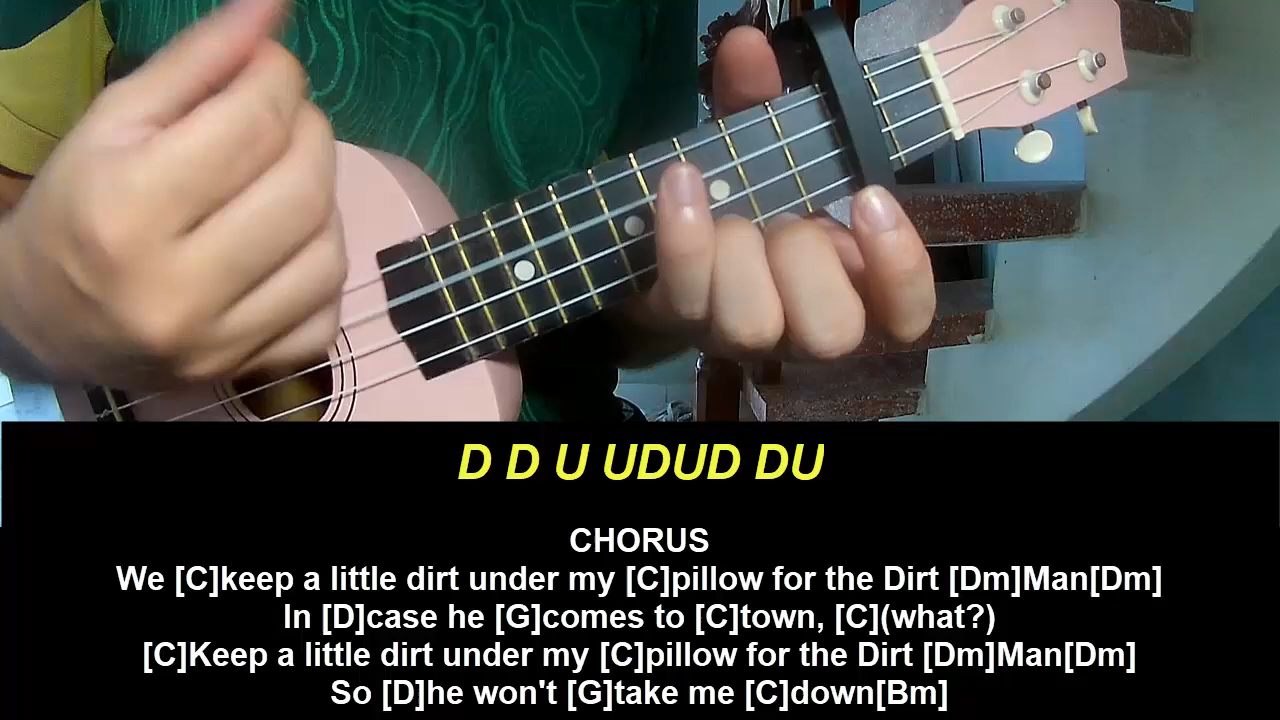 D D U UDUD DU
CHORUS
We [C]keep a little dirt under my [C]pillow for the Dirt [Dm]Man[Dm]
In [D]case he [G]comes to [C]town, [C](what?)
[C]Keep a little dirt under my [C]pillow for the Dirt [Dm]Man[Dm]
So [D]he won't [G]take me [C]down[Bm]